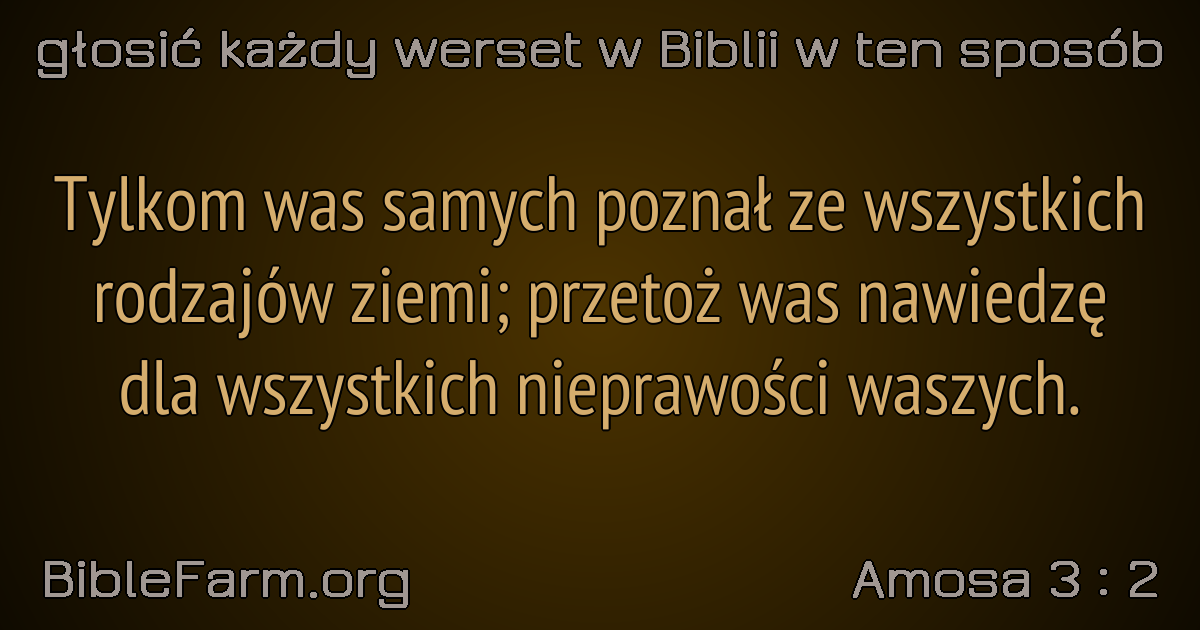 głosić każdy werset w Biblii w ten sposób
Tylkom was samych poznał ze wszystkich
rodzajów ziemi; przetoż was nawiedzę
dla wszystkich nieprawości waszych.
BibleFarm.org
Amosa 3 : 2